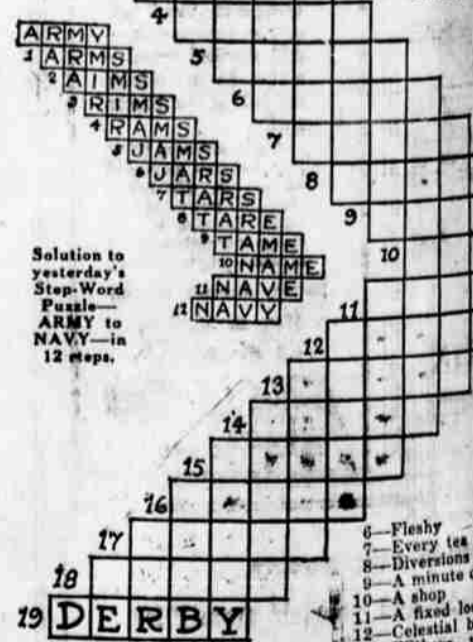 4
ARMY
1 ARMS
2 AIMS
3 RIMS
4 RAMS
5 JAMS
6 JARS
7 TARS
8 TARE
9 TAME
10 NAME
11 NAVE
12 NAVY
5
6
7
8
9
10
11
12
13
14
15
16
17
18
19 DERBY
Solution to
yesterday's
Step-Word
Puzzle—
ARMY to
NAVY—in
12 steps.
6—Fleshy
7—Every tea
8—Diversions
9—A minute
10—A shop
11—A fixed
12—Celestial